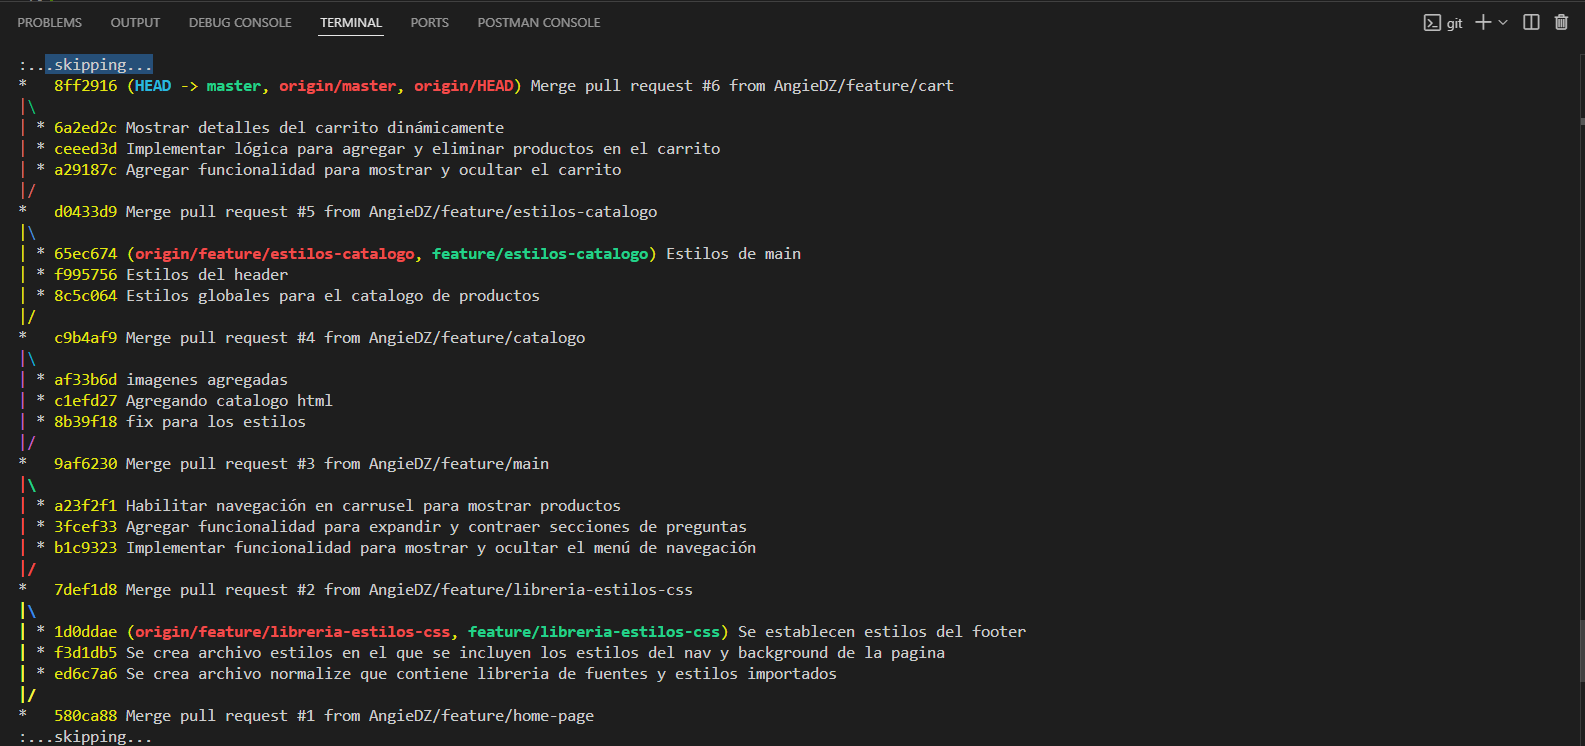 PROBLEMS OUTPUT DEBUG CONSOLE TERMINAL PORTS POSTMAN CONSOLE git
:...skipping...
* 8ff2916 (HEAD -> master, origin/master, origin/HEAD) Merge pull request #6 from AngieDZ/feature/cart
|\
| * 6a2ed2c Mostrar detalles del carrito dinámicamente
| * ceeed3d Implementar lógica para agregar y eliminar productos en el carrito
| * a29187c Agregar funcionalidad para mostrar y ocultar el carrito
|/
* d0433d9 Merge pull request #5 from AngieDZ/feature/estilos-catalogo
|\
| * 65ec674 (origin/feature/estilos-catalogo, feature/estilos-catalogo) Estilos de main
| * f995756 Estilos del header
| * 8c5c064 Estilos globales para el catalogo de productos
|/
* c9b4af9 Merge pull request #4 from AngieDZ/feature/catalogo
|\
| * af33b6d imagenes agregadas
| * c1efd27 Agregando catalogo html
| * 8b39f18 fix para los estilos
|/
* 9af6230 Merge pull request #3 from AngieDZ/feature/main
|\
| * a23f2f1 Habilitar navegación en carrusel para mostrar productos
| * 3fcef33 Agregar funcionalidad para expandir y contraer secciones de preguntas
| * b1c9323 Implementar funcionalidad para mostrar y ocultar el menú de navegación
|/
* 7def1d8 Merge pull request #2 from AngieDZ/feature/libreria-estilos-css
|\
| * 1d0ddae (origin/feature/libreria-estilos-css, feature/libreria-estilos-css) Se establecen estilos del footer
| * f3d1db5 Se crea archivo estilos en el que se incluyen los estilos del nav y background de la pagina
| * ed6c7a6 Se crea archivo normalize que contiene libreria de fuentes y estilos importados
|/
* 580ca88 Merge pull request #1 from AngieDZ/feature/home-page
:...skipping...